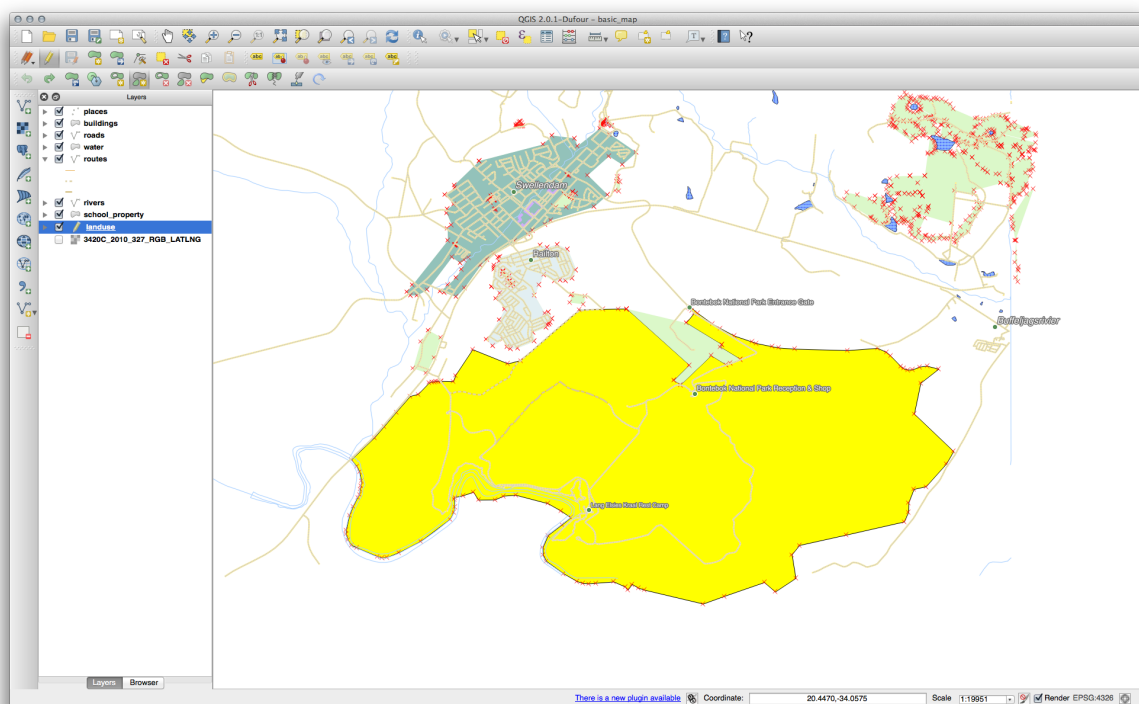 QGIS 2.0.1-Dufour – basic_map
Layers
places
buildings
roads
water
routes
rivers
school_property
landuse
3420C_2010_327_RGB_LATLNG
Swellendam
Railton
Bontebok National Park Entrance Gate
Buffeljagsrivier
Bontebok National Park Reception & Shop
Lang Elsies Kraal Rest Camp
Layers Browser
There is a new plugin available Coordinate: 20.4470,-34.0575 Scale 1:19951 Render EPSG:4326